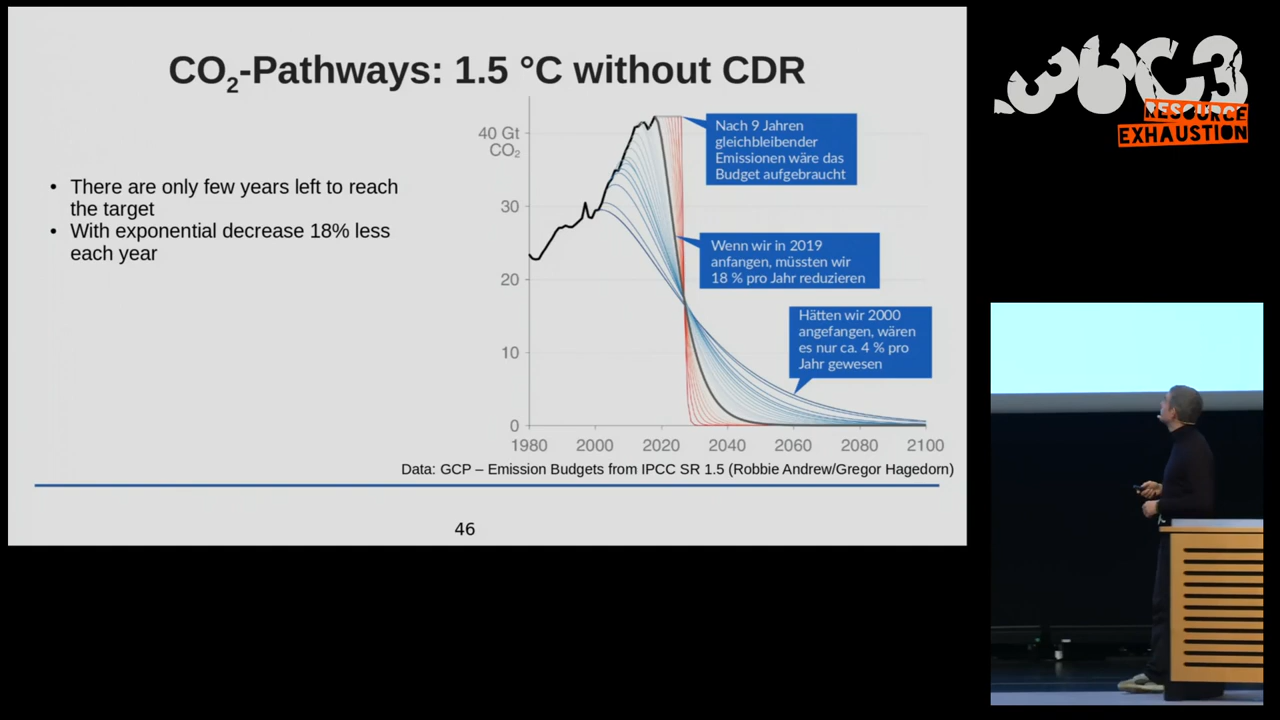 CO₂-Pathways: 1.5 °C without CDR
• There are only few years left to reach
the target
• With exponential decrease 18% less
each year
40 Gt
CO₂
30
20
10
0
1980 2000 2020 2040 2060 2080 2100
Nach 9 Jahren
gleichbleibender
Emissionen wäre das
Budget aufgebraucht
Wenn wir in 2019
anfangen, müssten wir
18 % pro Jahr reduzieren
Hätten wir 2000
angefangen, wären
es nur ca. 4 % pro
Jahr gewesen
Data: GCP – Emission Budgets from IPCC SR 1.5 (Robbie Andrew/Gregor Hagedorn)
46
36C3
RESOURCE
EXHAUSTION